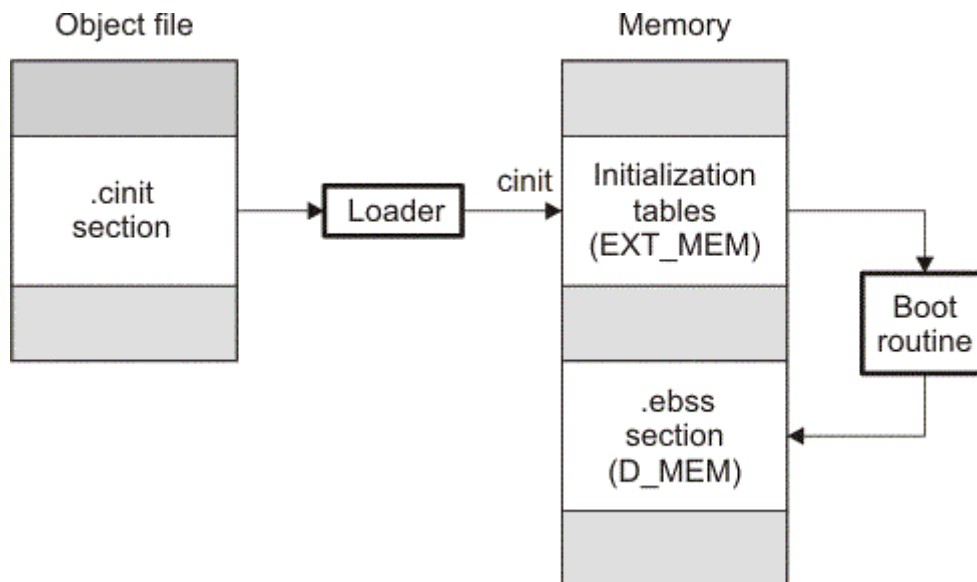 Object file
Memory
.cinit
section
Loader
cinit
Initialization
tables
(EXT_MEM)
Boot
routine
.ebss
section
(D_MEM)